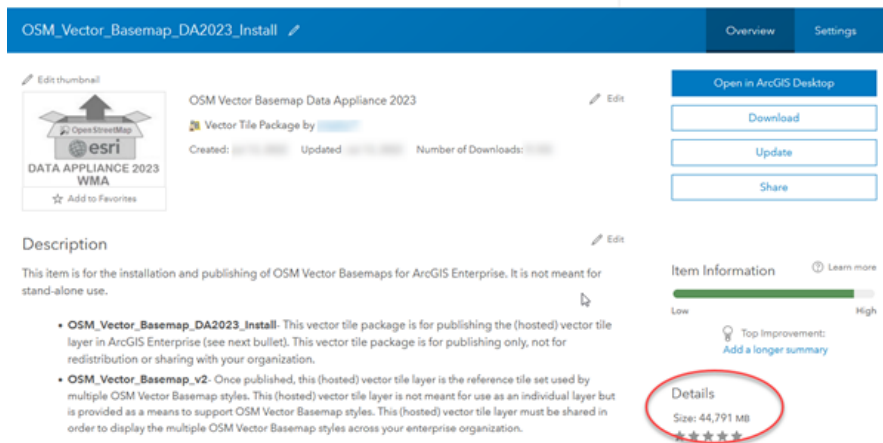 OSM_Vector_Basemap_DA2023_Install
Overview
Settings
Edit thumbnail
OpenStreetMap
esri
DATA APPLIANCE 2023
WMA
Add to Favorites
OSM Vector Basemap Data Appliance 2023
Edit
Vector Tile Package by
Created:
Updated
Number of Downloads:
Open in ArcGIS Desktop
Download
Update
Share
Description
Edit
This item is for the installation and publishing of OSM Vector Basemaps for ArcGIS Enterprise. It is not meant for
stand-alone use.
• OSM_Vector_Basemap_DA2023_Install- This vector tile package is for publishing the (hosted) vector tile
layer in ArcGIS Enterprise (see next bullet). This vector tile package is for publishing only, not for
redistribution or sharing with your organization.
• OSM_Vector_Basemap_v2- Once published, this (hosted) vector tile layer is the reference tile set used by
multiple OSM Vector Basemap styles. This (hosted) vector tile layer is not meant for use as an individual layer but
is provided as a means to support OSM Vector Basemap styles. This (hosted) vector tile layer must be shared in
order to display the multiple OSM Vector Basemap styles across your enterprise organization.
Item Information
Learn more
Low
High
Top Improvement:
Add a longer summary
Details
Size: 44,791 MB